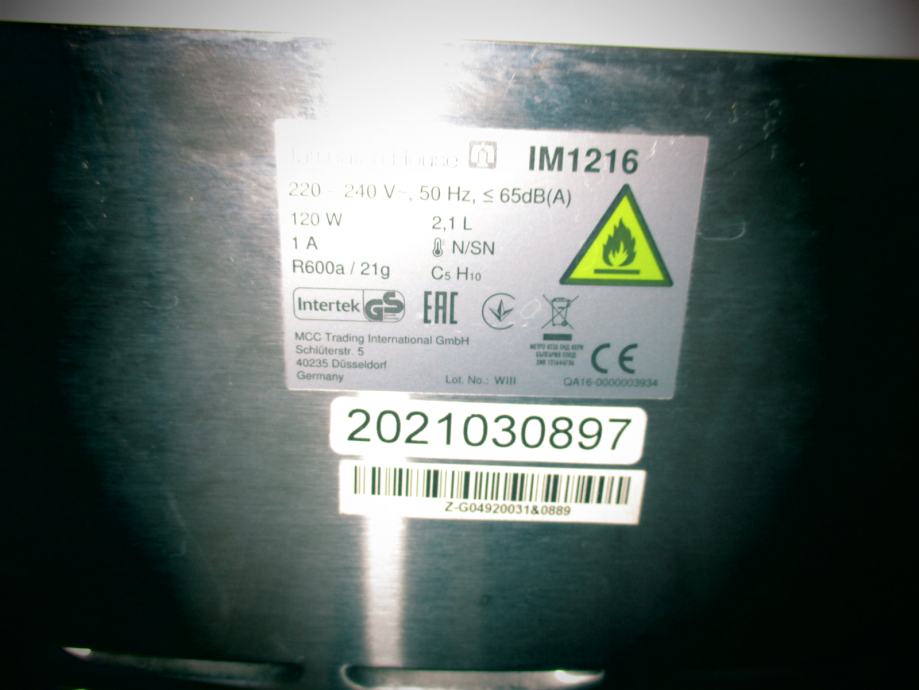 House IM1216
220 - 240 V~, 50 Hz, ≤ 65dB(A)
120 W 2,1 L
1 A N/SN
R600a / 21g C₅ H₁₀
Intertek GS EAC
MCC Trading International GmbH
Schlüterstr. 5
40235 Düsseldorf
Germany
Lot. No.: WIII
CE
QA16-0000003934
2021030897
Z-G04920031&0889